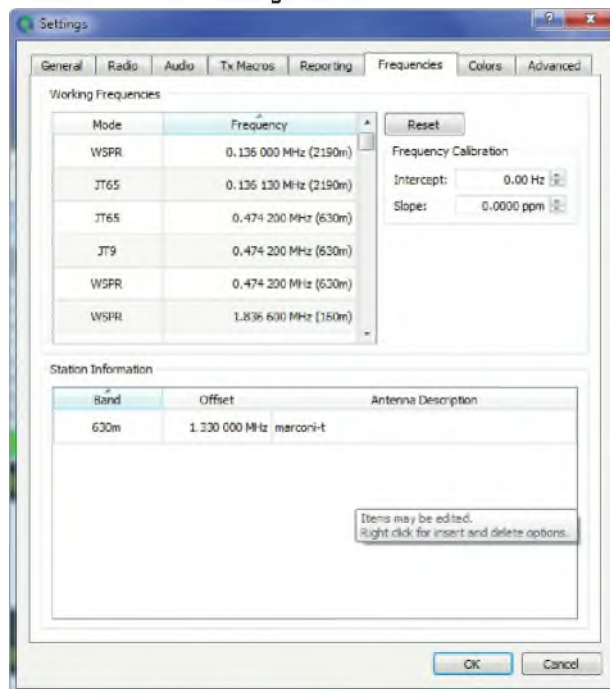 Settings
General Radio Audio Tx Macros Reporting Frequencies Colors Advanced
Working Frequencies
Mode Frequency
WSPR 0.136 000 MHz (2190m)
JT65 0.136 130 MHz (2190m)
JT65 0.474 200 MHz (630m)
JT9 0.474 200 MHz (630m)
WSPR 0.474 200 MHz (630m)
WSPR 1.836 600 MHz (160m)
Reset
Frequency Calibration
Intercept: 0.00 Hz
Slope: 0.0000 ppm
Station Information
Band Offset Antenna Description
630m 1.330 000 MHz marconi-t
Items may be edited.
Right click for insert and delete options.
OK Cancel